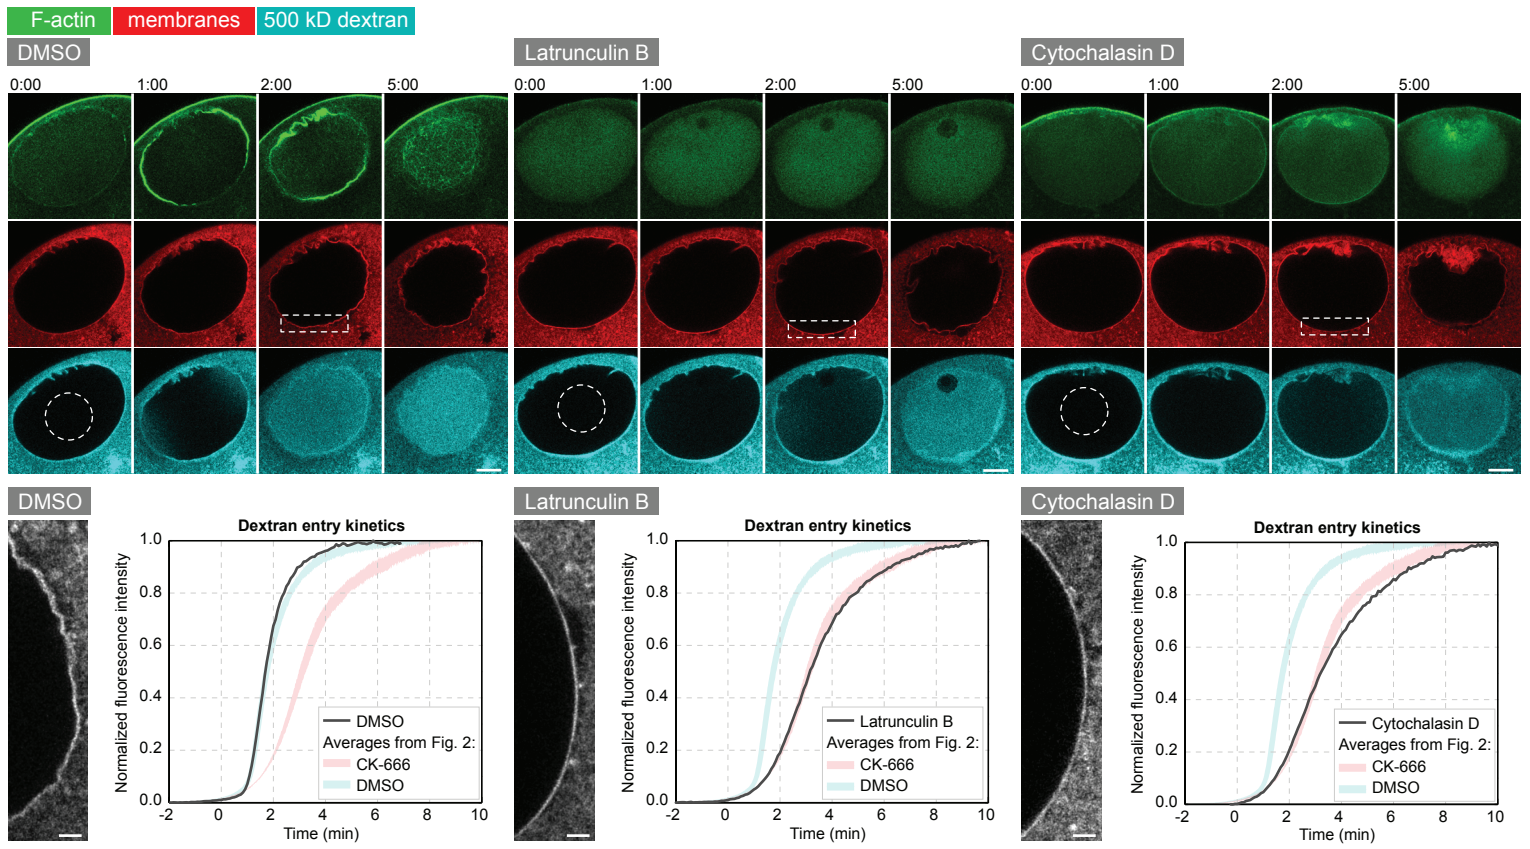 F-actin membranes 500 kD dextran
DMSO Latrunculin B Cytochalasin D
0:00 1:00 2:00 5:00 0:00 1:00 2:00 5:00 0:00 1:00 2:00 5:00
DMSO
Dextran entry kinetics
Normalized fluorescence intensity
1.0
0.8
0.6
0.4
0.2
0.0
-2 0 2 4 6 8 10
Time (min)
DMSO
Averages from Fig. 2:
CK-666
DMSO
Latrunculin B
Dextran entry kinetics
Normalized fluorescence intensity
1.0
0.8
0.6
0.4
0.2
0.0
-2 0 2 4 6 8 10
Time (min)
Latrunculin B
Averages from Fig. 2:
CK-666
DMSO
Cytochalasin D
Dextran entry kinetics
Normalized fluorescence intensity
1.0
0.8
0.6
0.4
0.2
0.0
-2 0 2 4 6 8 10
Time (min)
Cytochalasin D
Averages from Fig. 2:
CK-666
DMSO